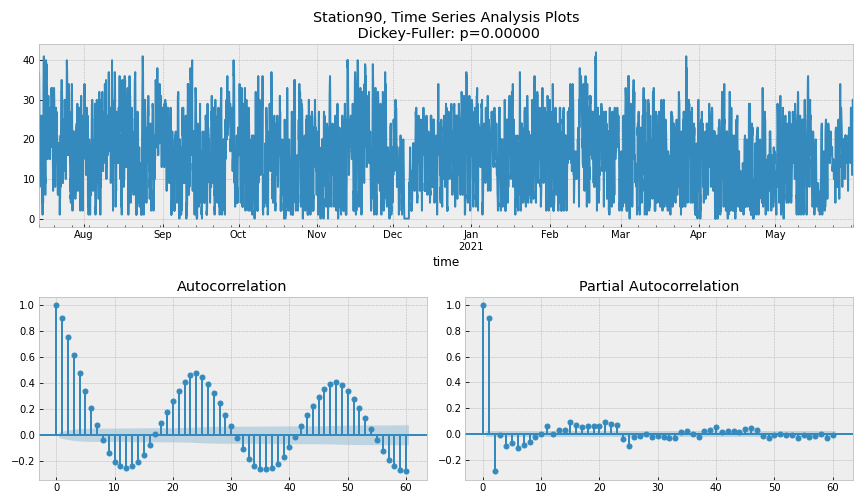 Station90, Time Series Analysis Plots
Dickey-Fuller: p=0.00000
40
30
20
10
0
Aug Sep Oct Nov Dec Jan Feb Mar Apr May
2021
time
Autocorrelation
1.0
0.8
0.6
0.4
0.2
0.0
−0.2
0 10 20 30 40 50 60
Partial Autocorrelation
1.0
0.8
0.6
0.4
0.2
0.0
−0.2
0 10 20 30 40 50 60